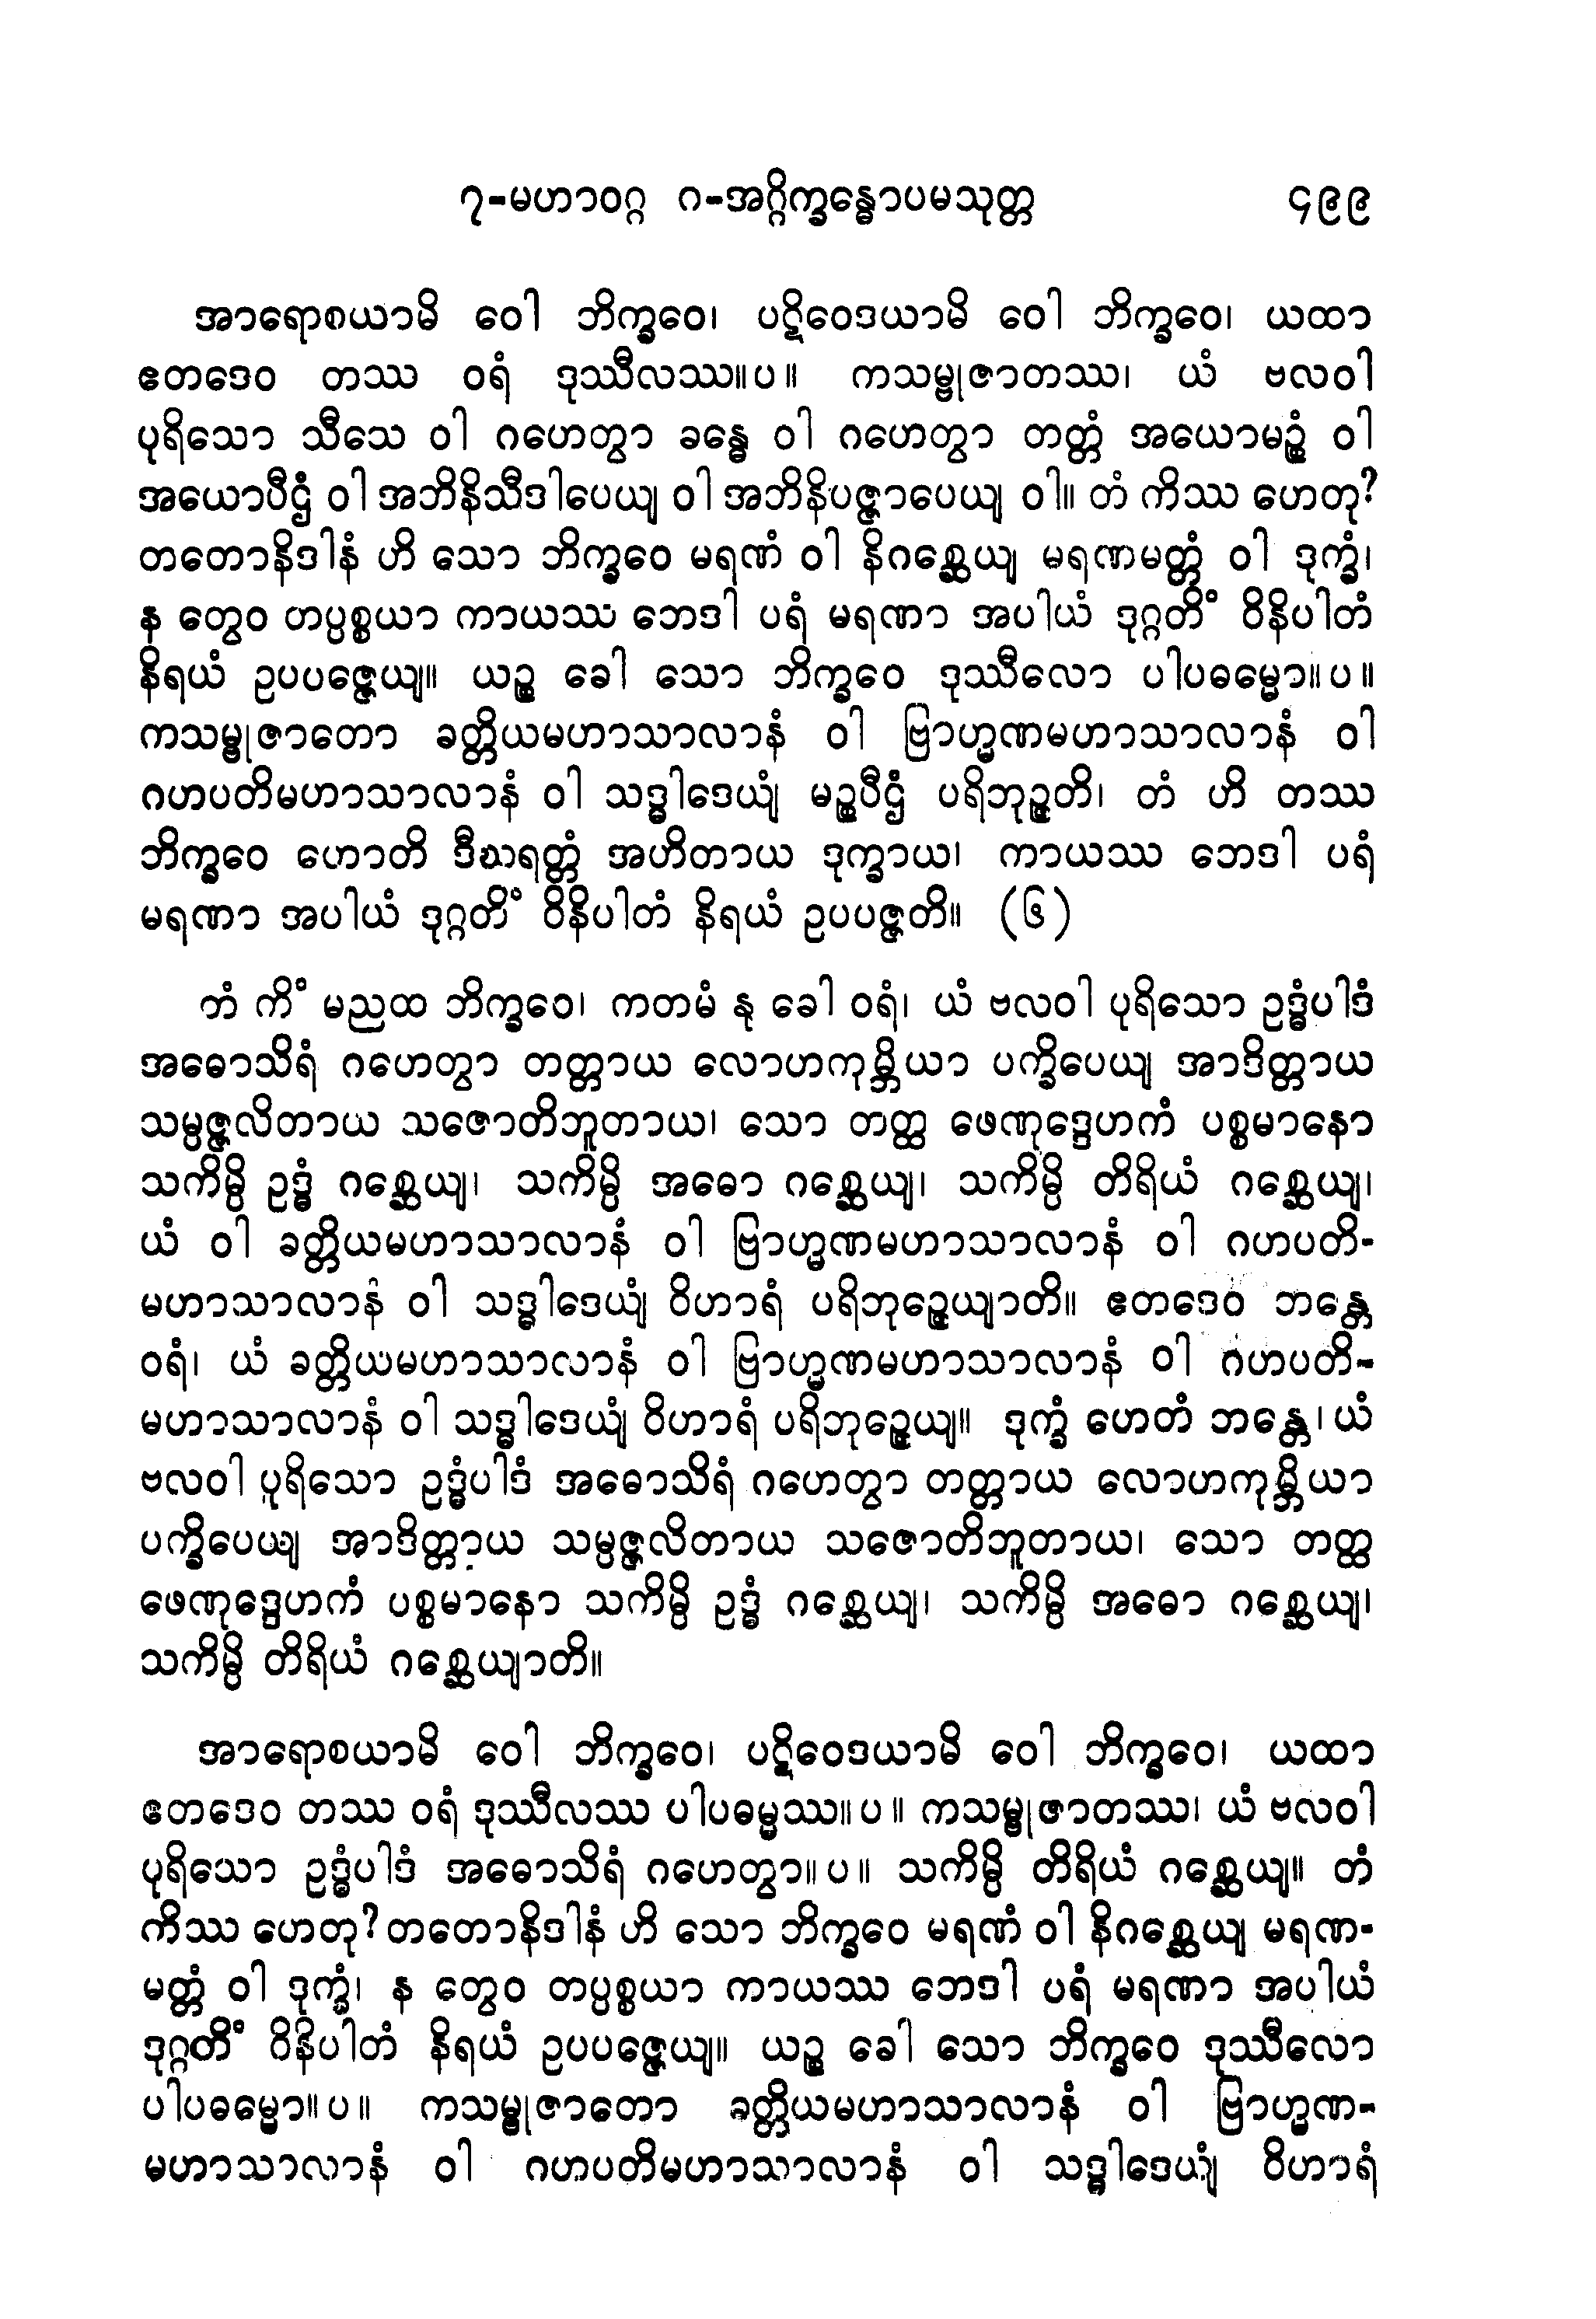 ၇-မဟာဝဂ္ဂ ဂ-အဂ္ဂိက္ခန္ဓောပမသုတ္တ ၄၉၉
အာရောစယာမိ ဝေါ ဘိက္ခဝေ၊ ပဋိဝေဒယာမိ ဝေါ ဘိက္ခဝေ၊ ယထာ
ဧတဒေဝ တဿ ဝရံ ဒုဿီလဿ။ပ။ ကသမ္ဗုဇာတဿ၊ ယံ ဗလဝါ
ပုရိသော သီသေ ဝါ ဂဟေတွာ ခန္ဓေ ဝါ ဂဟေတွာ တတ္တံ အယောမဉ္စံ ဝါ
အယောပီဌံ ဝါ အဘိနိသီဒါပေယျ ဝါ အဘိနိပဇ္ဇာပေယျ ဝါ။ တံ ကိဿ ဟေတု?
တတောနိဒါနံ ဟိ သော ဘိက္ခဝေ မရဏံ ဝါ နိဂစ္ဆေယျ မရဏမတ္တံ ဝါ ဒုက္ခံ၊
န တွေဝ တပ္ပစ္စယာ ကာယဿ ဘေဒါ ပရံ မရဏာ အပါယံ ဒုဂ္ဂတိံ ဝိနိပါတံ
နိရယံ ဥပပဇ္ဇေယျ။ ယဉ္စ ခေါ သော ဘိက္ခဝေ ဒုဿီလော ပါပဓမ္မော။ပ။
ကသမ္ဗုဇာတော ခတ္တိယမဟာသာလာနံ ဝါ ဗြာဟ္မဏမဟာသာလာနံ ဝါ
ဂဟပတိမဟာသာလာနံ ဝါ သဒ္ဓါဒေယျံ မဉ္စပီဌံ ပရိဘုဉ္ဇတိ၊ တံ ဟိ တဿ
ဘိက္ခဝေ ဟောတိ ဒီဃရတ္တံ အဟိတာယ ဒုက္ခာယ၊ ကာယဿ ဘေဒါ ပရံ
မရဏာ အပါယံ ဒုဂ္ဂတိံ ဝိနိပါတံ နိရယံ ဥပပဇ္ဇတိ။ (၆)
တံ ကိံ မညထ ဘိက္ခဝေ၊ ကတမံ နု ခေါ ဝရံ၊ ယံ ဗလဝါ ပုရိသော ဥဒ္ဓံပါဒံ
အဓောသိရံ ဂဟေတွာ တတ္တာယ လောဟကုမ္ဘိယာ ပက္ခိပေယျ အာဒိတ္တာယ
သမ္ပဇ္ဇလိတာယ သဇောတိဘူတာယ၊ သော တတ္ထ ဖေဏုဒ္ဒေဟကံ ပစ္စမာနော
သကိမ္ပိ ဥဒ္ဓံ ဂစ္ဆေယျ၊ သကိမ္ပိ အဓော ဂစ္ဆေယျ၊ သကိမ္ပိ တိရိယံ ဂစ္ဆေယျ၊
ယံ ဝါ ခတ္တိယမဟာသာလာနံ ဝါ ဗြာဟ္မဏမဟာသာလာနံ ဝါ ဂဟပတိ-
မဟာသာလာနံ ဝါ သဒ္ဓါဒေယျံ ဝိဟာရံ ပရိဘုဉ္ဇေယျာတိ။ ဧတဒေဝ ဘန္တေ
ဝရံ၊ ယံ ခတ္တိယမဟာသာလာနံ ဝါ ဗြာဟ္မဏမဟာသာလာနံ ဝါ ဂဟပတိ-
မဟာသာလာနံ ဝါ သဒ္ဓါဒေယျံ ဝိဟာရံ ပရိဘုဉ္ဇေယျ။ ဒုက္ခံ ဟေတံ ဘန္တေ၊ ယံ
ဗလဝါ ပုရိသော ဥဒ္ဓံပါဒံ အဓောသိရံ ဂဟေတွာ တတ္တာယ လောဟကုမ္ဘိယာ
ပက္ခိပေယျ အာဒိတ္တာယ သမ္ပဇ္ဇလိတာယ သဇောတိဘူတာယ၊ သော တတ္ထ
ဖေဏုဒ္ဒေဟကံ ပစ္စမာနော သကိမ္ပိ ဥဒ္ဓံ ဂစ္ဆေယျ၊ သကိမ္ပိ အဓော ဂစ္ဆေယျ၊
သကိမ္ပိ တိရိယံ ဂစ္ဆေယျာတိ။
အာရောစယာမိ ဝေါ ဘိက္ခဝေ၊ ပဋိဝေဒယာမိ ဝေါ ဘိက္ခဝေ၊ ယထာ
ဧတဒေဝ တဿ ဝရံ ဒုဿီလဿ ပါပဓမ္မဿ။ပ။ ကသမ္ဗုဇာတဿ၊ ယံ ဗလဝါ
ပုရိသော ဥဒ္ဓံပါဒံ အဓောသိရံ ဂဟေတွာ။ပ။ သကိမ္ပိ တိရိယံ ဂစ္ဆေယျ။ တံ
ကိဿ ဟေတု? တတောနိဒါနံ ဟိ သော ဘိက္ခဝေ မရဏံ ဝါ နိဂစ္ဆေယျ မရဏ-
မတ္တံ ဝါ ဒုက္ခံ၊ န တွေဝ တပ္ပစ္စယာ ကာယဿ ဘေဒါ ပရံ မရဏာ အပါယံ
ဒုဂ္ဂတိံ ဝိနိပါတံ နိရယံ ဥပပဇ္ဇေယျ။ ယဉ္စ ခေါ သော ဘိက္ခဝေ ဒုဿီလော
ပါပဓမ္မော။ပ။ ကသမ္ဗုဇာတော ခတ္တိယမဟာသာလာနံ ဝါ ဗြာဟ္မဏ-
မဟာသာလာနံ ဝါ ဂဟပတိမဟာသာလာနံ ဝါ သဒ္ဓါဒေယျံ ဝိဟာရံ